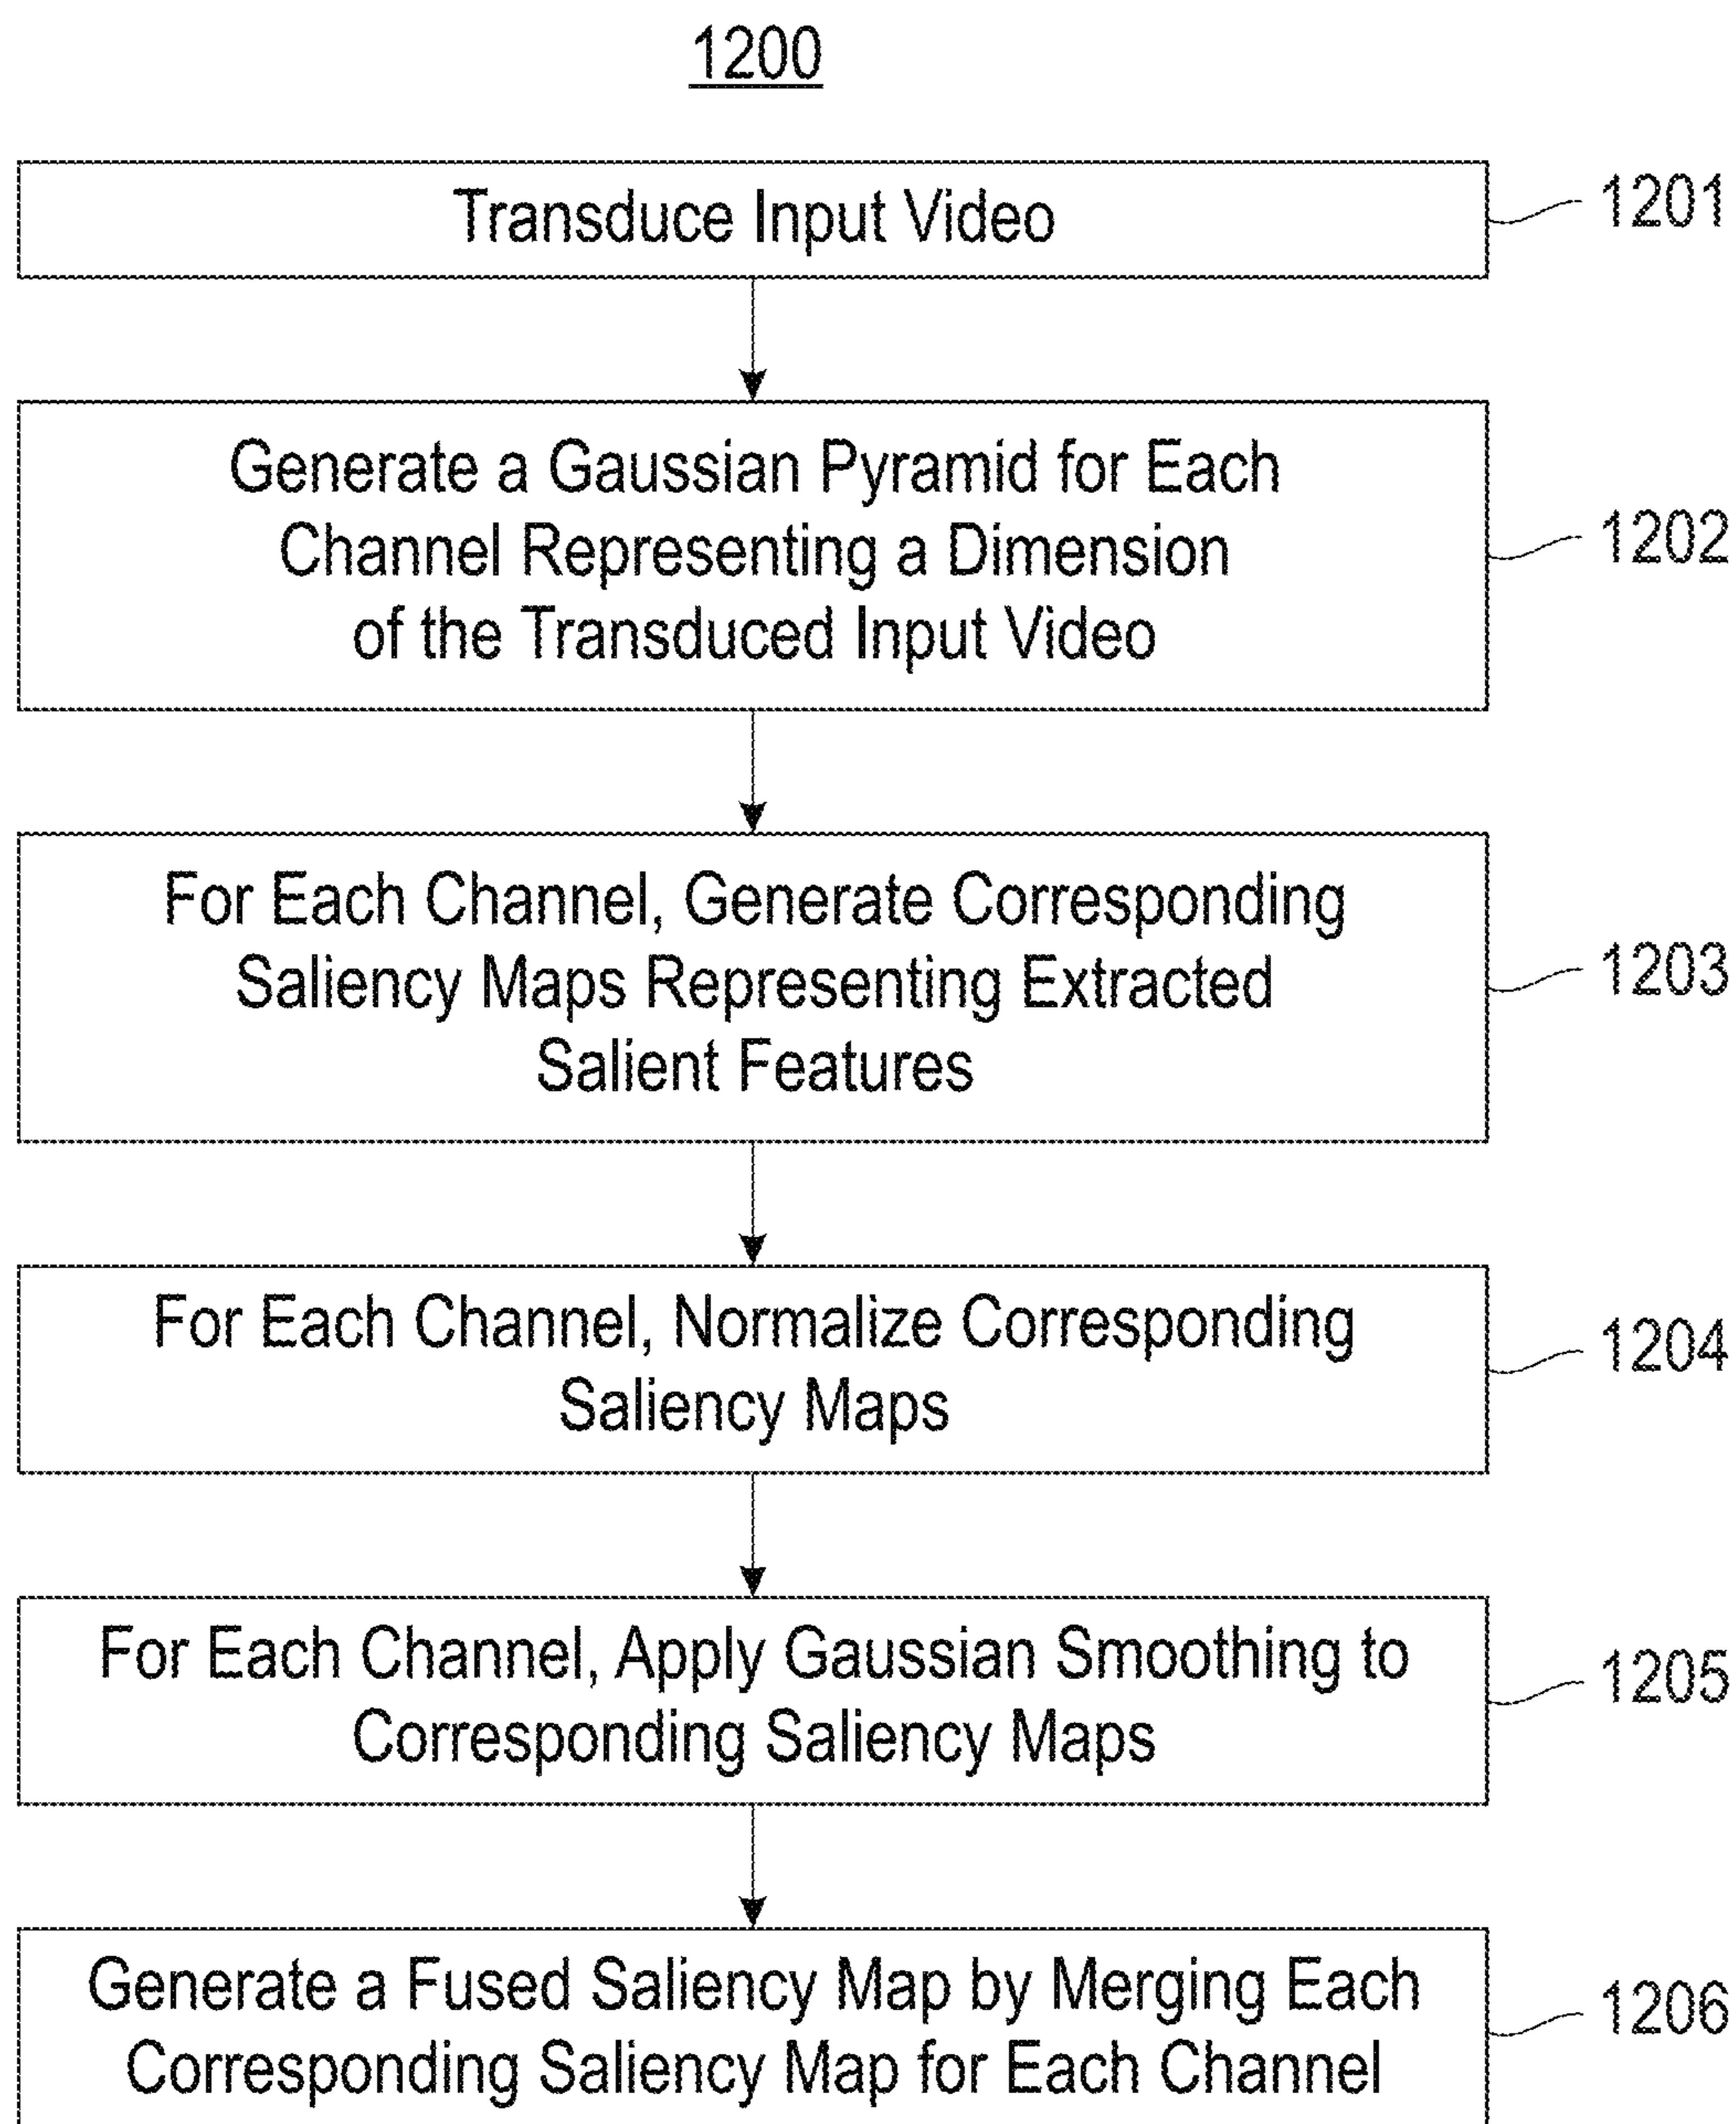 1200
Transduce Input Video
1201
Generate a Gaussian Pyramid for Each
Channel Representing a Dimension
of the Transduced Input Video
1202
For Each Channel, Generate Corresponding
Saliency Maps Representing Extracted
Salient Features
1203
For Each Channel, Normalize Corresponding
Saliency Maps
1204
For Each Channel, Apply Gaussian Smoothing to
Corresponding Saliency Maps
1205
Generate a Fused Saliency Map by Merging Each
Corresponding Saliency Map for Each Channel
1206